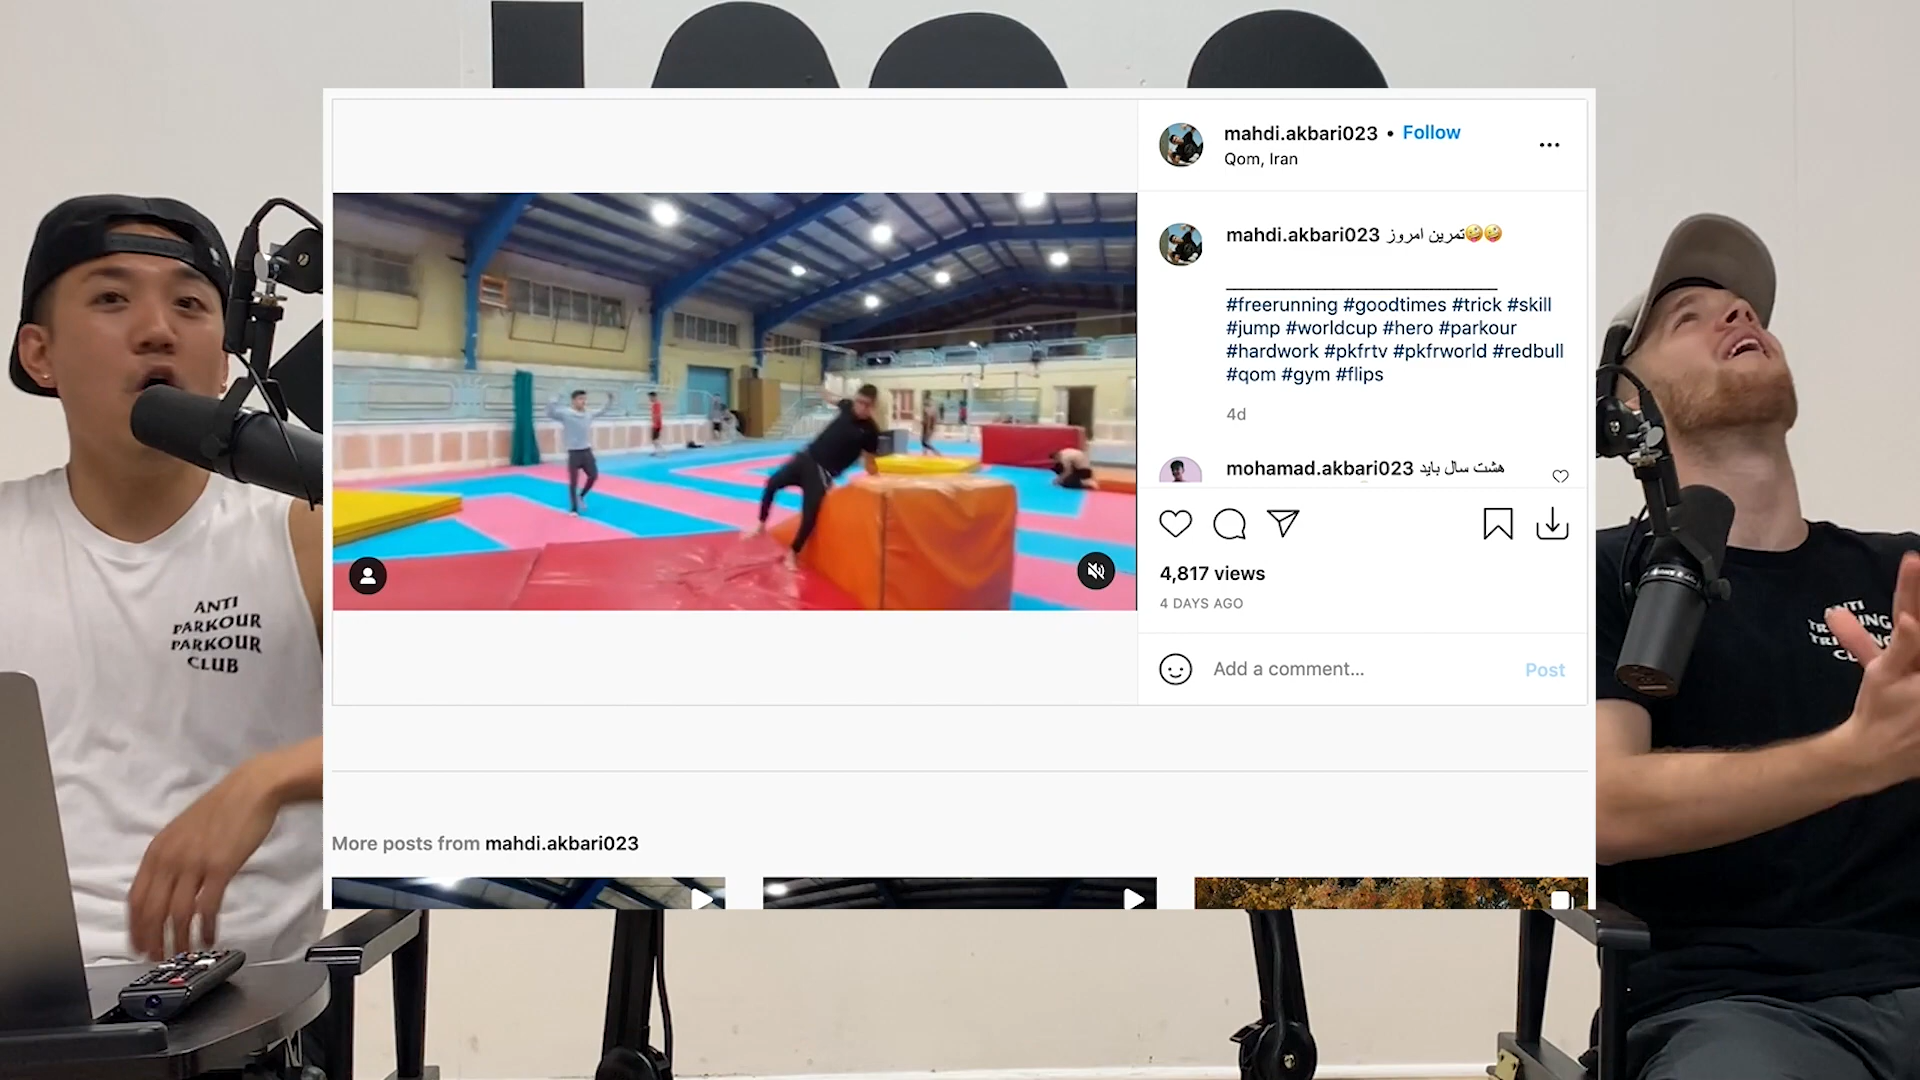 mahdi.akbari023 • Follow
Qom, Iran
mahdi.akbari023 تمرین امروز🤪🤪
#freerunning #goodtimes #trick #skill
#jump #worldcup #hero #parkour
#hardwork #pkfrtv #pkfrworld #redbull
#qom #gym #flips
4d
mohamad.akbari023 هشت سال باید
4,817 views
4 DAYS AGO
Add a comment...
Post
More posts from mahdi.akbari023
ANTI
PARKOUR
PARKOUR
CLUB
ANTI